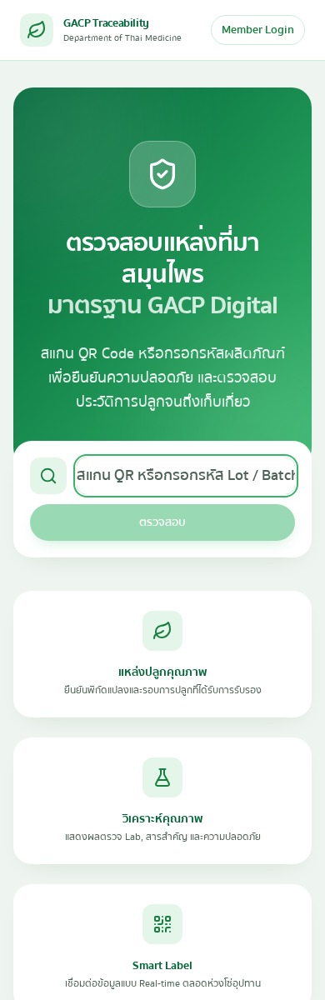 GACP Traceability
Department of Thai Medicine
Member Login
ตรวจสอบแหล่งที่มา
สมุนไพร
มาตรฐาน GACP Digital
สแกน QR Code หรือกรอกรหัสผลิตภัณฑ์
เพื่อยืนยันความปลอดภัย และตรวจสอบ
ประวัติการปลูกจนถึงเก็บเกี่ยว
สแกน QR หรือกรอกรหัส Lot / Batch
ตรวจสอบ
แหล่งปลูกคุณภาพ
ยืนยันพิกัดแปลงและรอบการปลูกที่ได้รับการรับรอง
วิเคราะห์คุณภาพ
แสดงผลตรวจ Lab, สารสำคัญ และความปลอดภัย
Smart Label
เชื่อมต่อข้อมูลแบบ Real-time ตลอดห่วงโซ่อุปทาน